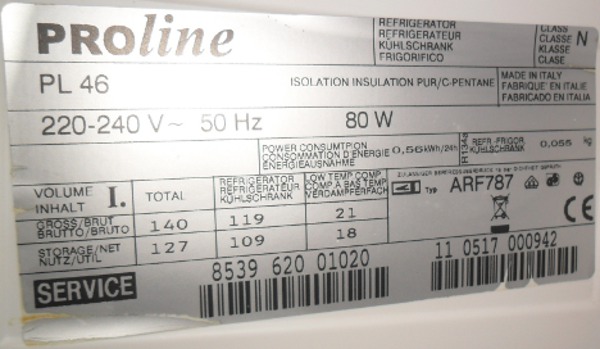 PROline
REFRIGERATOR
REFRIGERATEUR
KÜHLSCHRANK
FRIGORIFICO
CLASS
CLASSE N
KLASSE
CLASE
PL 46
ISOLATION INSULATION PUR/C-PENTANE
MADE IN ITALY
FABRIQUE EN ITALIE
FABRICADO EN ITALIA
220-240 V~ 50 Hz 80 W
POWER CONSUMTPION
CONSOMMATION D'ENERGIE 0,56kWh/24h
ENERGIEAUSNAHME
R134a
REFR.-FRIGOR. 0,055 kg
KÜHLSCHRANK
VOLUME I.
INHALT
TOTAL
REFRIGERATOR
REFRIGERATEUR
KÜHLSCHRANK
LOW TEMP COMP
COMP A BAS TEMP
VERDAMPFERFACH
Typ ARF787
GROSS/BRUT 140 119 21
BRUTTO/BRUTO
STORAGE/NET 127 109 18
NUTZ/UTIL
CE
SERVICE
8539 620 01020
11 0517 000942